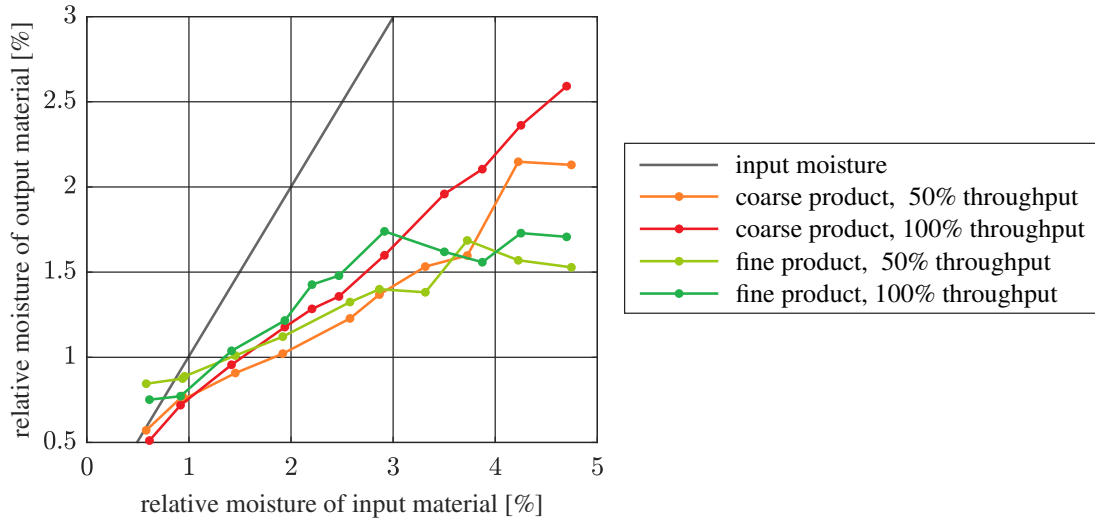 relative moisture of output material [%]
3
2.5
2
1.5
1
0.5
0 1 2 3 4 5
relative moisture of input material [%]
input moisture
coarse product, 50% throughput
coarse product, 100% throughput
fine product, 50% throughput
fine product, 100% throughput